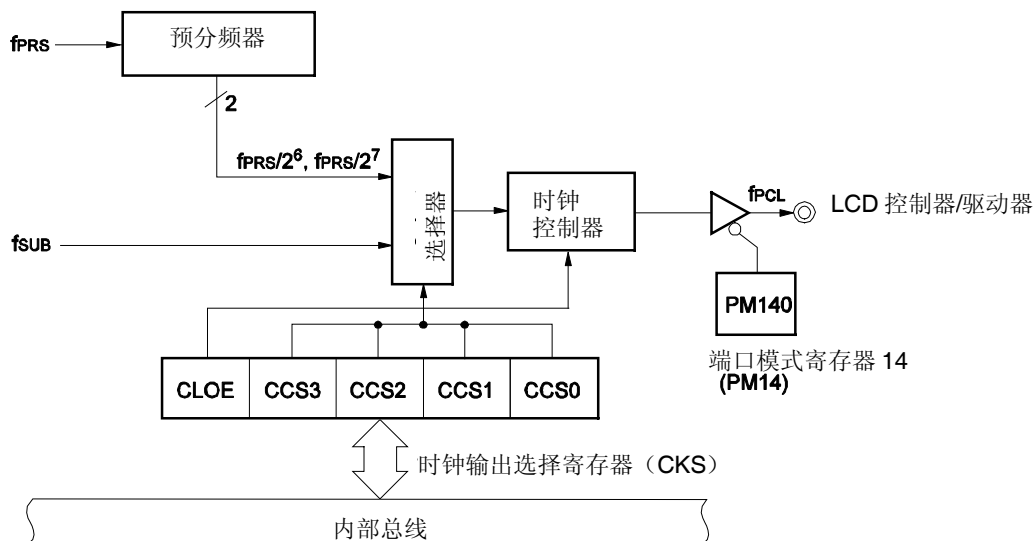 预分频器
fPRS
2
fPRS/2⁶, fPRS/2⁷
选择器
时钟
控制器
fPCL
LCD 控制器/驱动器
fSUB
PM140
端口模式寄存器 14
(PM14)
CLOE CCS3 CCS2 CCS1 CCS0
时钟输出选择寄存器（CKS）
内部总线